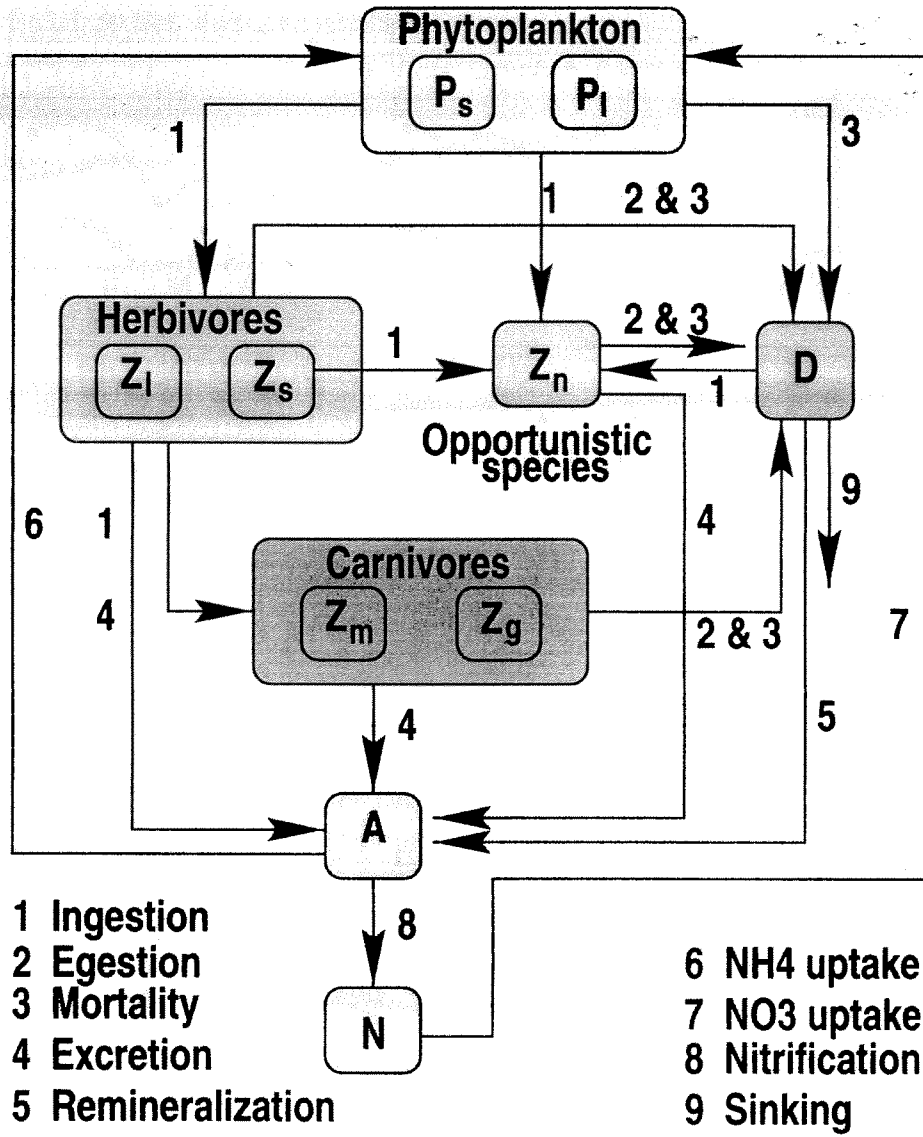 Phytoplankton
Ps Pl
1
3
1
2 & 3
Herbivores
Zl Zs
1
Zn
2 & 3
1
D
Opportunistic
species
6
1
4
9
4
Carnivores
Zm Zg
2 & 3
7
4
5
A
8
N
1 Ingestion
2 Egestion
3 Mortality
4 Excretion
5 Remineralization
6 NH4 uptake
7 NO3 uptake
8 Nitrification
9 Sinking